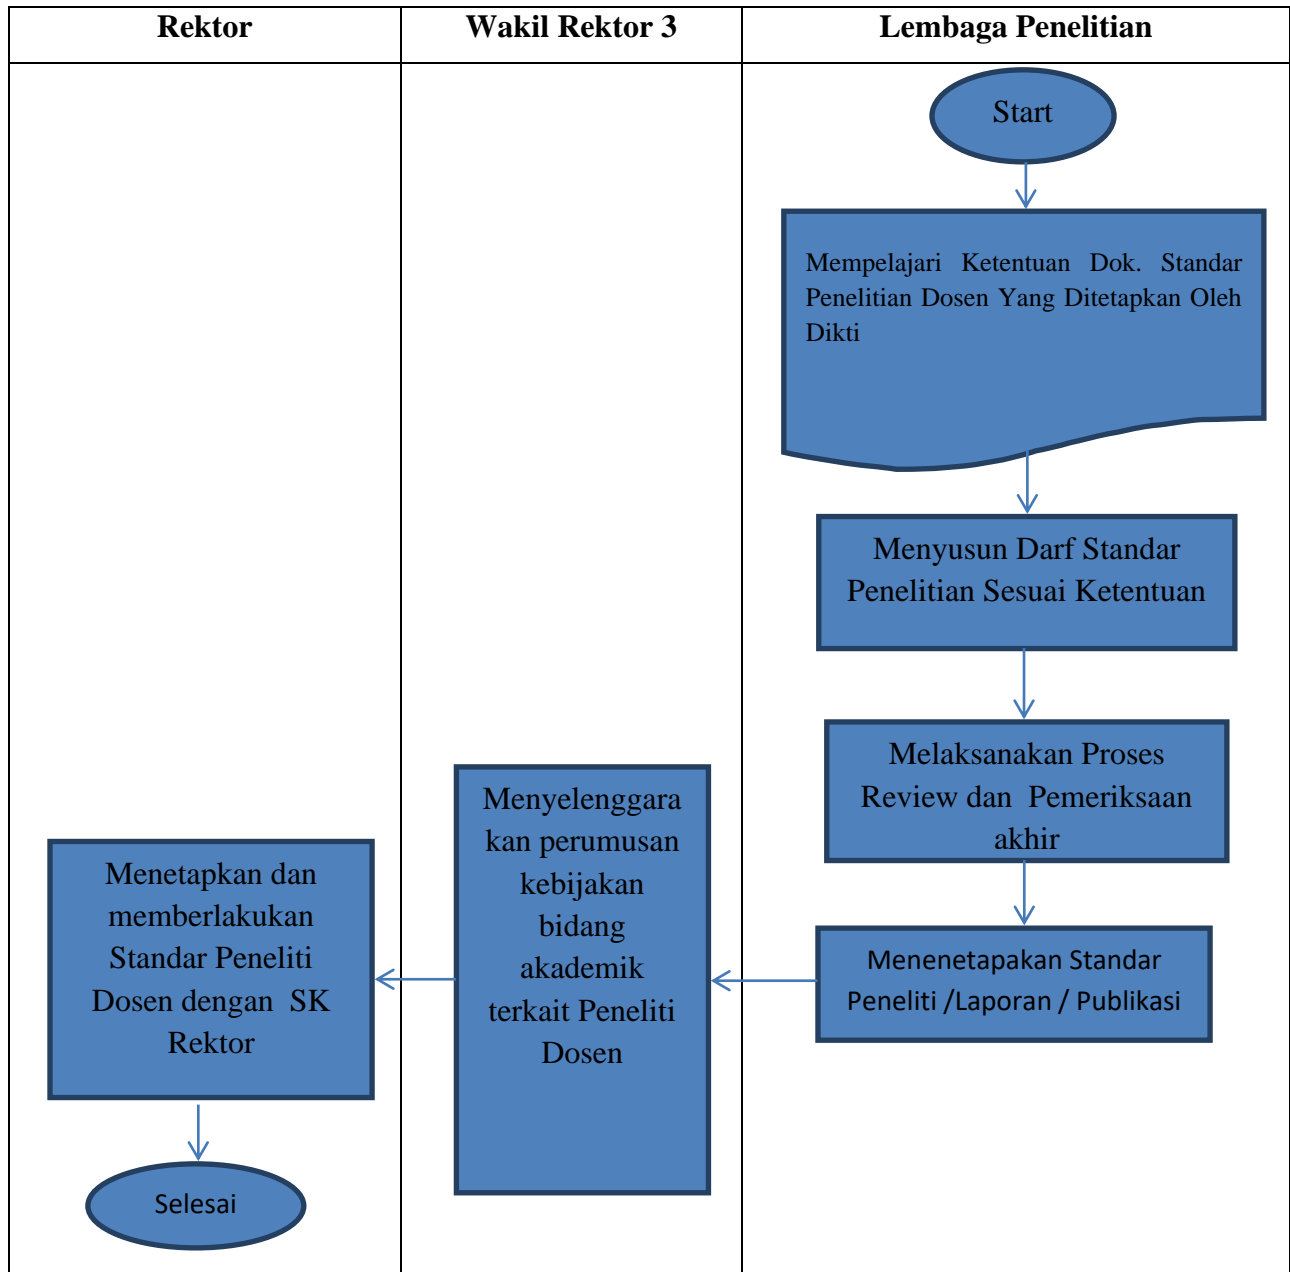 Rektor
Wakil Rektor 3
Lembaga Penelitian
Start
Mempelajari Ketentuan Dok. Standar
Penelitian Dosen Yang Ditetapkan Oleh
Dikti
Menyusun Darf Standar
Penelitian Sesuai Ketentuan
Melaksanakan Proses
Review dan Pemeriksaan
akhir
Menenetapakan Standar
Peneliti /Laporan / Publikasi
Menyelenggara
kan perumusan
kebijakan
bidang
akademik
terkait Peneliti
Dosen
Menetapkan dan
memberlakukan
Standar Peneliti
Dosen dengan SK
Rektor
Selesai